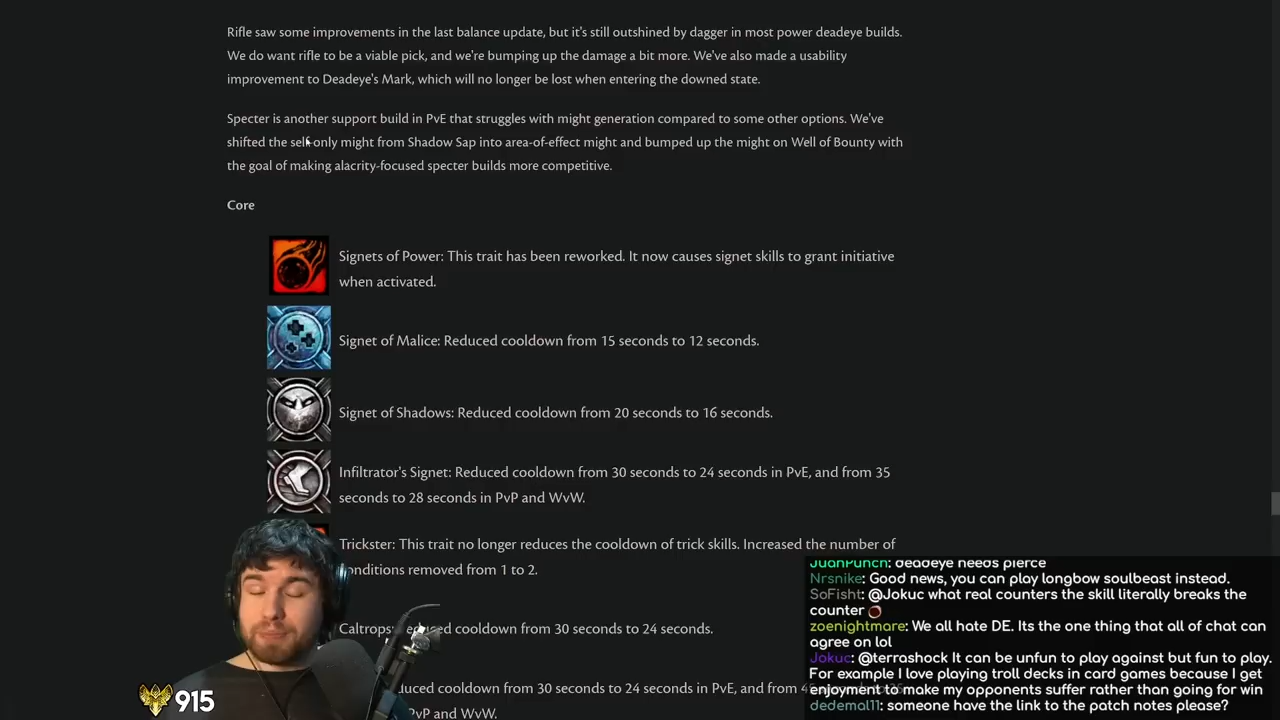 Rifle saw some improvements in the last balance update, but it's still outshined by dagger in most power deadeye builds.
We do want rifle to be a viable pick, and we're bumping up the damage a bit more. We've also made a usability
improvement to Deadeye's Mark, which will no longer be lost when entering the downed state.
Specter is another support build in PvE that struggles with might generation compared to some other options. We've
shifted the self-only might from Shadow Sap into area-of-effect might and bumped up the might on Well of Bounty with
the goal of making alacrity-focused specter builds more competitive.
Core
Signets of Power: This trait has been reworked. It now causes signet skills to grant initiative
when activated.
Signet of Malice: Reduced cooldown from 15 seconds to 12 seconds.
Signet of Shadows: Reduced cooldown from 20 seconds to 16 seconds.
Infiltrator's Signet: Reduced cooldown from 30 seconds to 24 seconds in PvE, and from 35
seconds to 28 seconds in PvP and WvW.
Trickster: This trait no longer reduces the cooldown of trick skills. Increased the number of
conditions removed from 1 to 2.
Caltrops: cooldown from 30 seconds to 24 seconds.
cooldown from 30 seconds to 24 seconds in PvE, and from
PvP and WvW.
915
JuanPunch: deadeye needs pierce
Nrsnike: Good news, you can play longbow soulbeast instead.
SoFisht: @Jokuc what real counters the skill literally breaks the
counter
zoenightmare: We all hate DE. Its the one thing that all of chat can
agree on lol
Jokuc: @terrashock It can be unfun to play against but fun to play.
For example I love playing troll decks in card games because I get
enjoyment to make my opponents suffer rather than going for win
dedemal11: someone have the link to the patch notes please?